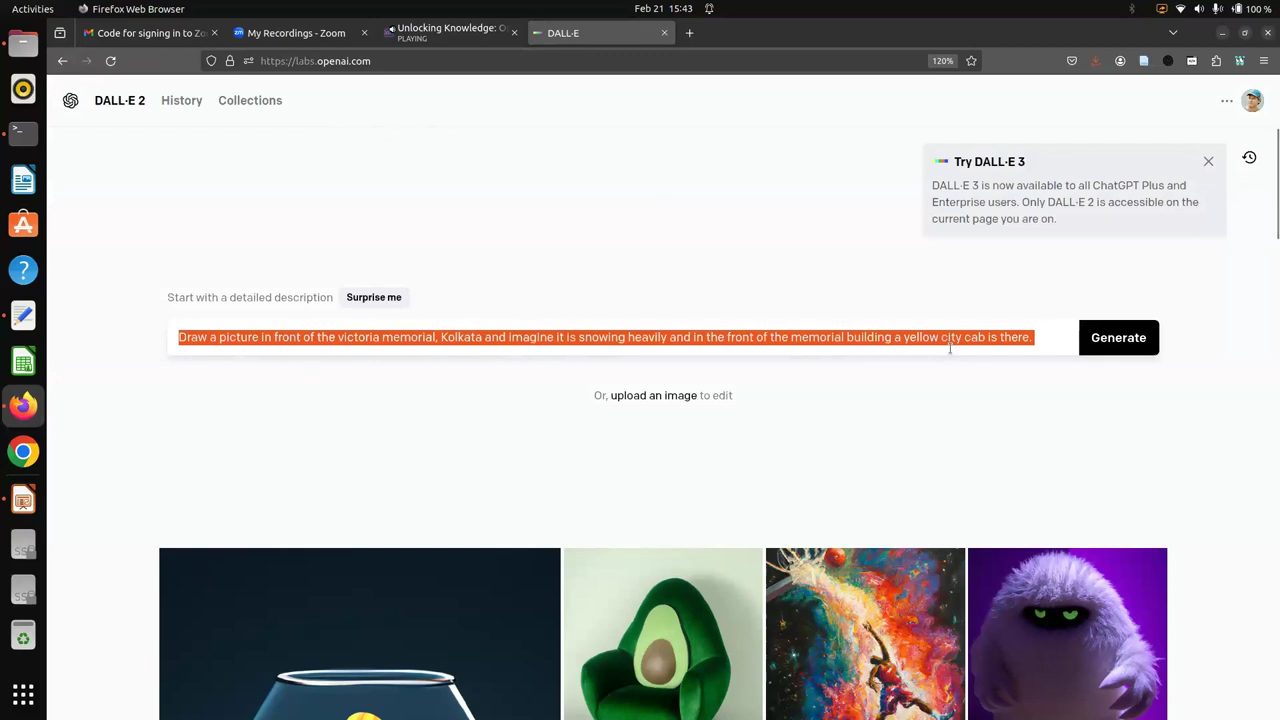 Activities
Firefox Web Browser
Feb 21 15:43
100 %
Code for signing in to Zo
My Recordings - Zoom
Unlocking Knowledge: O
PLAYING
DALL·E
https://labs.openai.com
120%
DALL·E 2
History
Collections
Try DALL·E 3
DALL·E 3 is now available to all ChatGPT Plus and
Enterprise users. Only DALL·E 2 is accessible on the
current page you are on.
Start with a detailed description
Surprise me
Draw a picture in front of the victoria memorial, Kolkata and imagine it is snowing heavily and in the front of the memorial building a yellow city cab is there.
Generate
Or, upload an image to edit